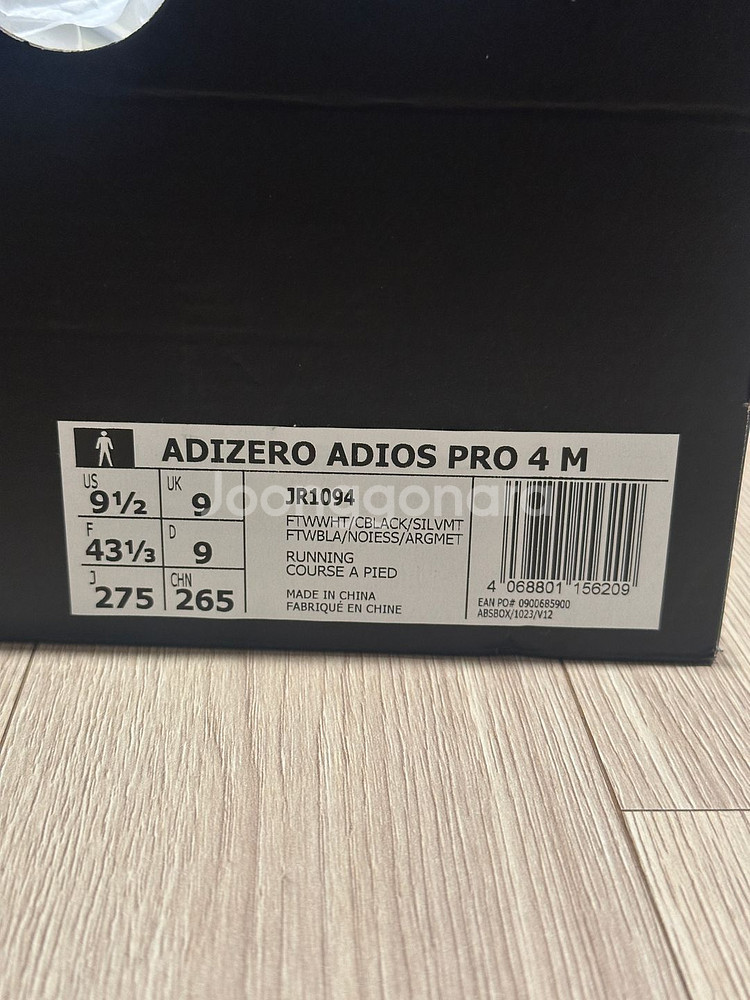 ADIZERO ADIOS PRO 4 M
US 9½ UK 9
F 43⅓ D 9
J 275 CHN 265
JR1094
FTWWHT/CBLACK/SILVMT
FTWBLA/NOIESS/ARGMET
RUNNING
COURSE A PIED
MADE IN CHINA
FABRIQUÉ EN CHINE
4 068801 156209
EAN PO# 0900685900
ABSBOX/1023/V12
Joonggonara